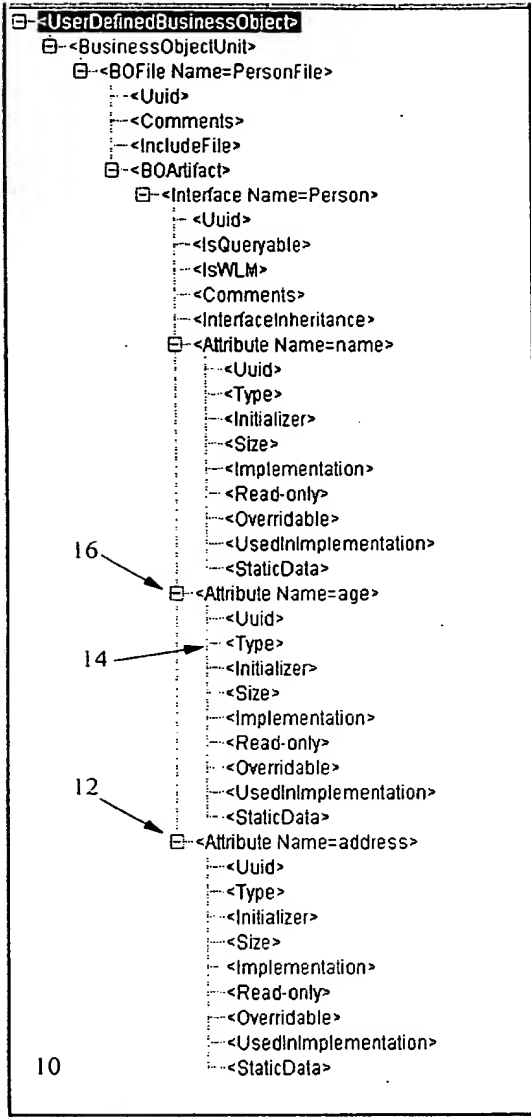 <UserDefinedBusinessObject>
<BusinessObjectUnit>
<BOFile Name=PersonFile>
<Uuid>
<Comments>
<IncludeFile>
<BOArtifact>
<Interface Name=Person>
<Uuid>
<IsQueryable>
<IsWLM>
<Comments>
<InterfaceInheritance>
<Attribute Name=name>
<Uuid>
<Type>
<Initializer>
<Size>
<Implementation>
<Read-only>
<Overridable>
<UsedInImplementation>
<StaticData>
16
<Attribute Name=age>
<Uuid>
14 <Type>
<Initializer>
<Size>
<Implementation>
<Read-only>
<Overridable>
12 <UsedInImplementation>
<StaticData>
<Attribute Name=address>
<Uuid>
<Type>
<Initializer>
<Size>
<Implementation>
<Read-only>
<Overridable>
<UsedInImplementation>
10 <StaticData>